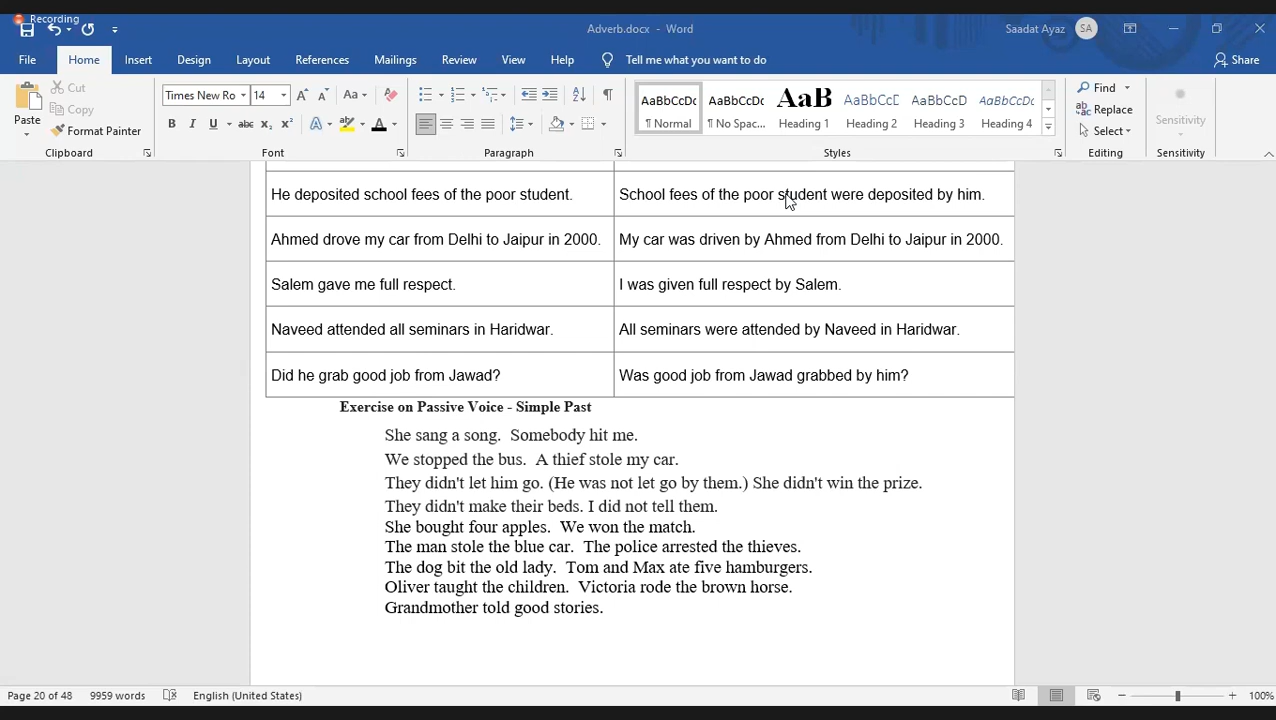 Recording
Adverb.docx - Word
Saadat Ayaz SA
File Home Insert Design Layout References Mailings Review View Help Tell me what you want to do Share
Paste
Cut
Copy
Format Painter
Clipboard
Times New Ro 14
Aa
B I U abc x₂ x²
A A
Font
Paragraph
AaBbCcDc
¶ Normal
AaBbCcDc
¶ No Spac...
AaB
Heading 1
AaBbCcD
Heading 2
AaBbCcDc
Heading 3
AaBbCcDc
Heading 4
Styles
Find
Replace
Select
Editing
Sensitivity
Sensitivity
He deposited school fees of the poor student. School fees of the poor student were deposited by him.
Ahmed drove my car from Delhi to Jaipur in 2000. My car was driven by Ahmed from Delhi to Jaipur in 2000.
Salem gave me full respect. I was given full respect by Salem.
Naveed attended all seminars in Haridwar. All seminars were attended by Naveed in Haridwar.
Did he grab good job from Jawad? Was good job from Jawad grabbed by him?
Exercise on Passive Voice - Simple Past
She sang a song. Somebody hit me.
We stopped the bus. A thief stole my car.
They didn't let him go. (He was not let go by them.) She didn't win the prize.
They didn't make their beds. I did not tell them.
She bought four apples. We won the match.
The man stole the blue car. The police arrested the thieves.
The dog bit the old lady. Tom and Max ate five hamburgers.
Oliver taught the children. Victoria rode the brown horse.
Grandmother told good stories.
Page 20 of 48 9959 words English (United States) 100%